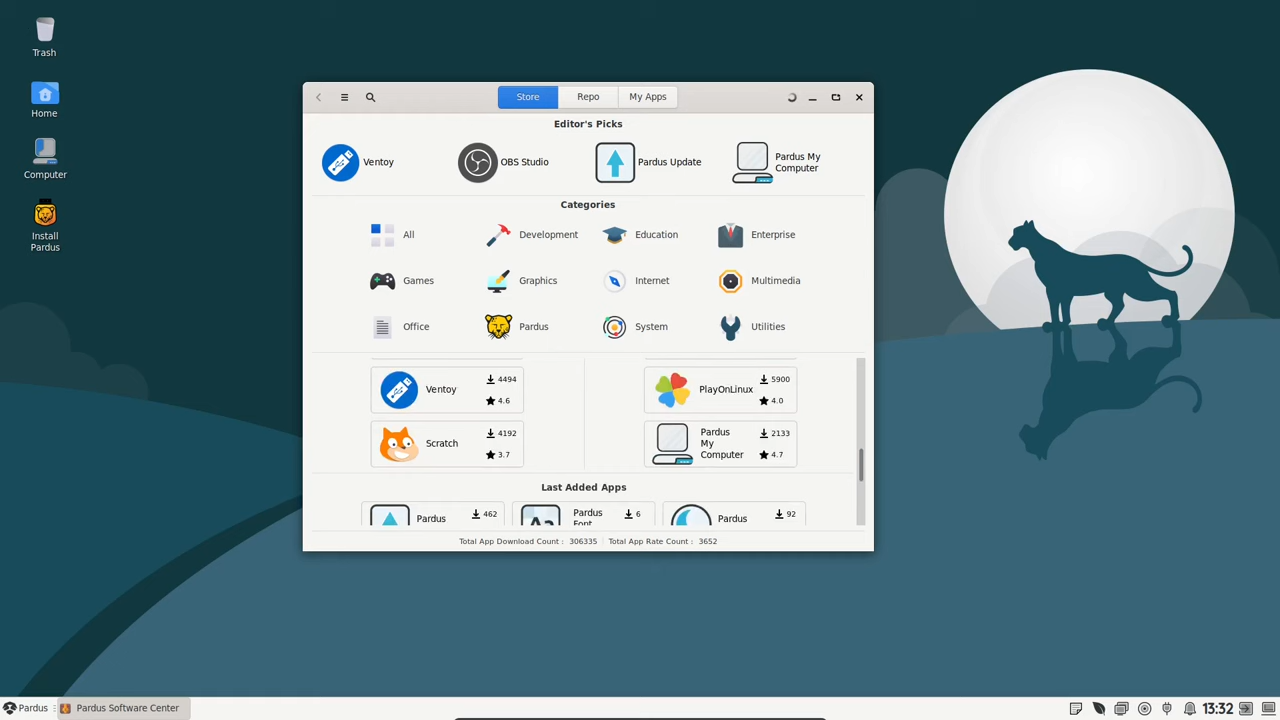 Trash
Home
Computer
Install
Pardus
Store
Repo
My Apps
Editor's Picks
Ventoy
OBS Studio
Pardus Update
Pardus My
Computer
Categories
All
Development
Education
Enterprise
Games
Graphics
Internet
Multimedia
Office
Pardus
System
Utilities
Ventoy
4494
4.6
PlayOnLinux
5900
4.0
Scratch
4192
3.7
Pardus
My
Computer
2133
4.7
Last Added Apps
Pardus
462
Pardus
Font
6
Pardus
92
Total App Download Count : 306335
Total App Rate Count : 3652
Pardus
Pardus Software Center
13:32